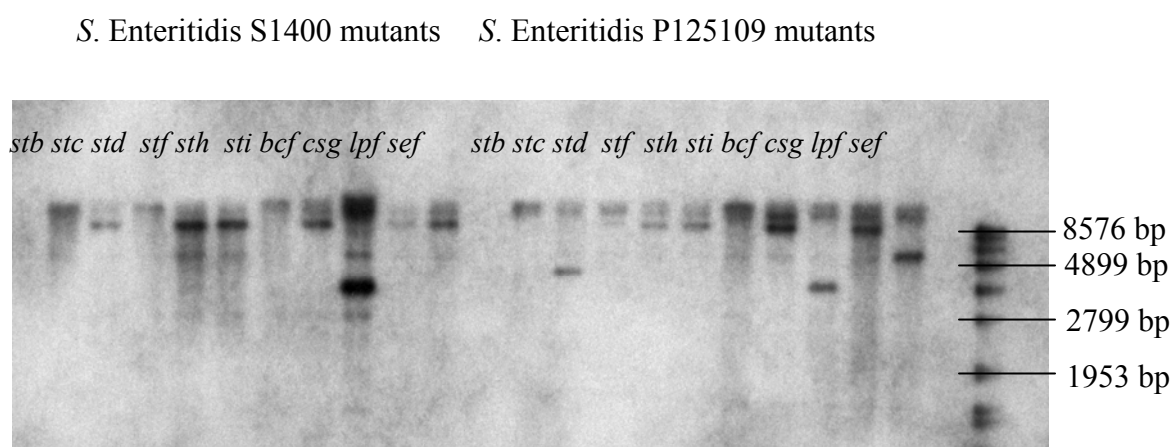 S. Enteritidis S1400 mutants S. Enteritidis P125109 mutants
stb stc std stf sth sti bcf csg lpf sef stb stc std stf sth sti bcf csg lpf sef
8576 bp
4899 bp
2799 bp
1953 bp